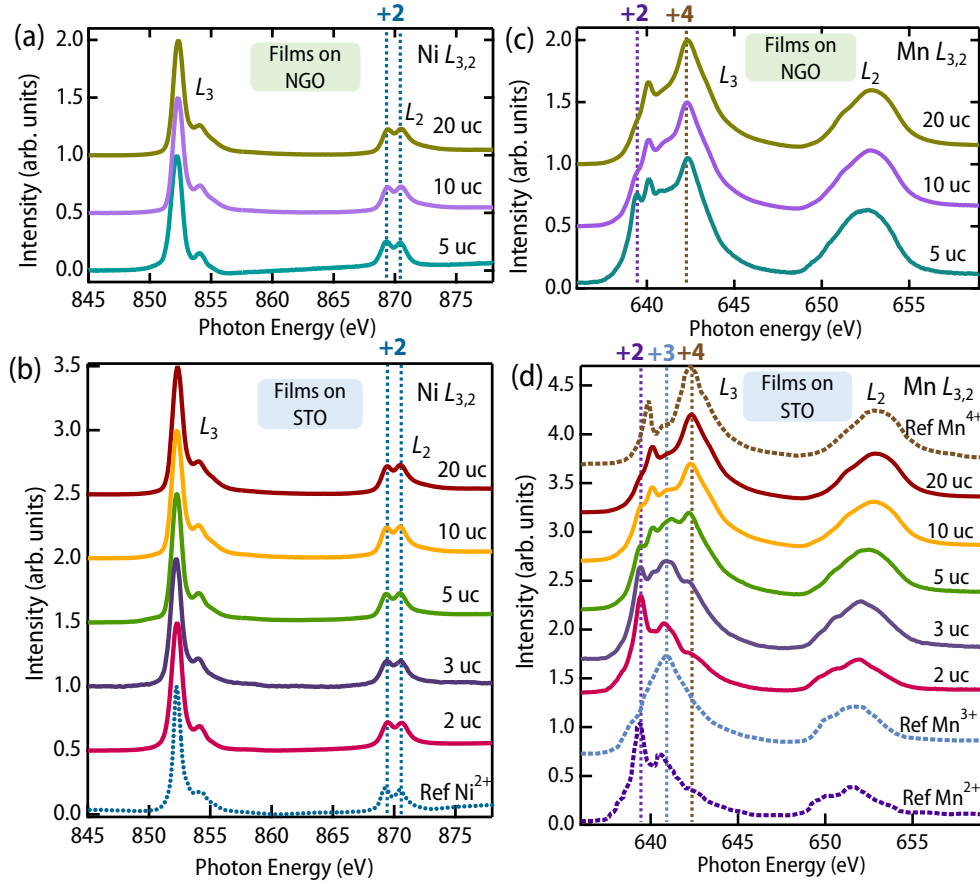 (a)
+2
Films on
NGO
Ni L3,2
L3
L2
20 uc
10 uc
5 uc
Intensity (arb. units)
2.0
1.5
1.0
0.5
0.0
845 850 855 860 865 870 875
Photon Energy (eV)
(c)
+2 +4
Films on
NGO
Mn L3,2
L3
L2
20 uc
10 uc
5 uc
Intensity (arb. units)
2.0
1.5
1.0
0.5
0.0
640 645 650 655
Photon energy (eV)
(b)
+2
Films on
STO
Ni L3,2
L3
L2
20 uc
10 uc
5 uc
3 uc
2 uc
Ref Ni2+
Intensity (arb. units)
3.5
3.0
2.5
2.0
1.5
1.0
0.5
0.0
845 850 855 860 865 870 875
Photon Energy (eV)
(d)
+2 +3 +4
Films on
STO
Mn L3,2
L3
L2
Ref Mn4+
20 uc
10 uc
5 uc
3 uc
2 uc
Ref Mn3+
Ref Mn2+
Intensity (arb. units)
4.5
4.0
3.5
3.0
2.5
2.0
1.5
1.0
0.5
0.0
640 645 650 655
Photon Energy (eV)